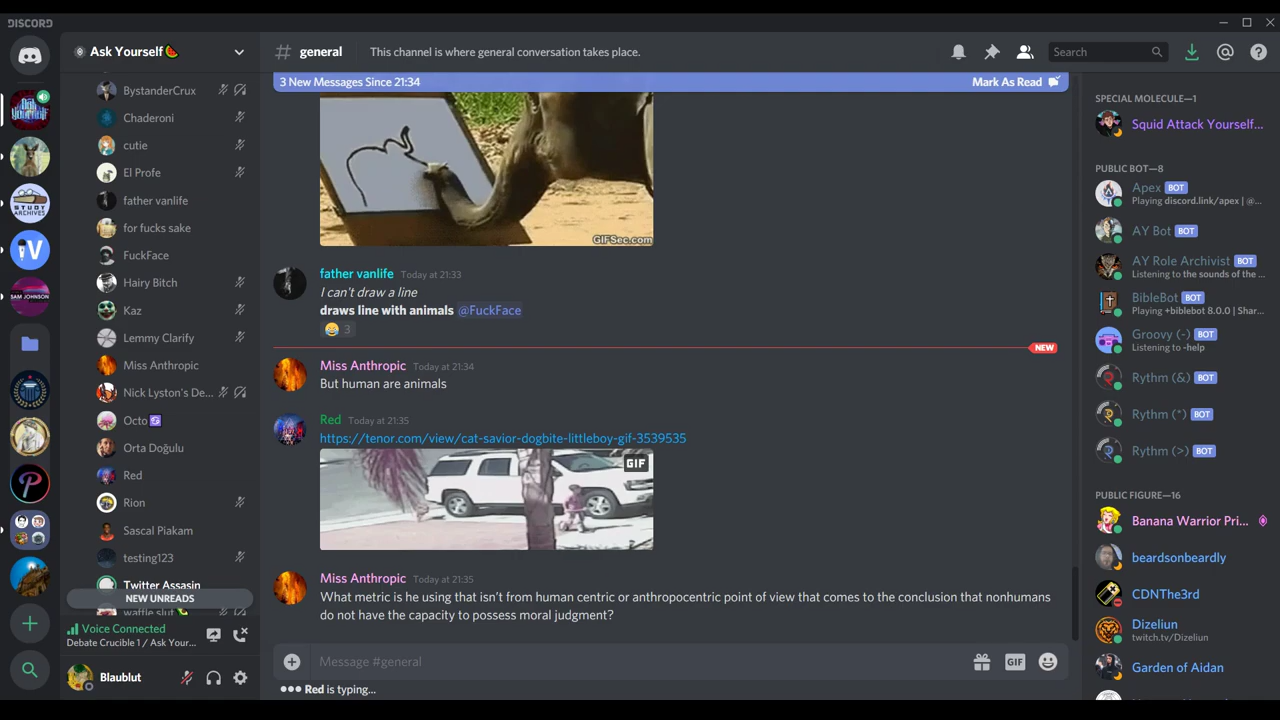 DISCORD
Ask Yourself🍉
BystanderCrux
Chaderoni
cutie
El Profe
father vanlife
for fucks sake
FuckFace
Hairy Bitch
Kaz
Lemmy Clarify
Miss Anthropic
Nick Lyston's De...
Octo
Orta Doğulu
Red
Rion
Sascal Piakam
testing123
Twitter Assasin
NEW UNREADS
waffle slut
Voice Connected
Debate Crucible 1 / Ask Your...
Blaublut
STUDY
ARCHIVES
V
SAM JOHNSON
# general
This channel is where general conversation takes place.
Search
3 New Messages Since 21:34
Mark As Read
GIFSec.com
father vanlife Today at 21:33
I can't draw a line
draws line with animals @FuckFace
😂 3
NEW
Miss Anthropic Today at 21:34
But human are animals
Red Today at 21:35
https://tenor.com/view/cat-savior-dogbite-littleboy-gif-3539535
GIF
Miss Anthropic Today at 21:35
What metric is he using that isn't from human centric or anthropocentric point of view that comes to the conclusion that nonhumans
do not have the capacity to possess moral judgment?
Message #general
GIF
Red is typing...
SPECIAL MOLECULE—1
Squid Attack Yourself...
PUBLIC BOT—8
Apex BOT
Playing discord.link/apex | @...
AY Bot BOT
AY Role Archivist BOT
Listening to the sounds of the ...
BibleBot BOT
Playing +biblebot 8.0.0 | Shar...
Groovy (-) BOT
Listening to -help
Rythm (&) BOT
Rythm (*) BOT
Rythm (>) BOT
PUBLIC FIGURE—16
Banana Warrior Pri...
beardsonbeardly
CDNThe3rd
Dizeliun
twitch.tv/Dizeliun
Garden of Aidan